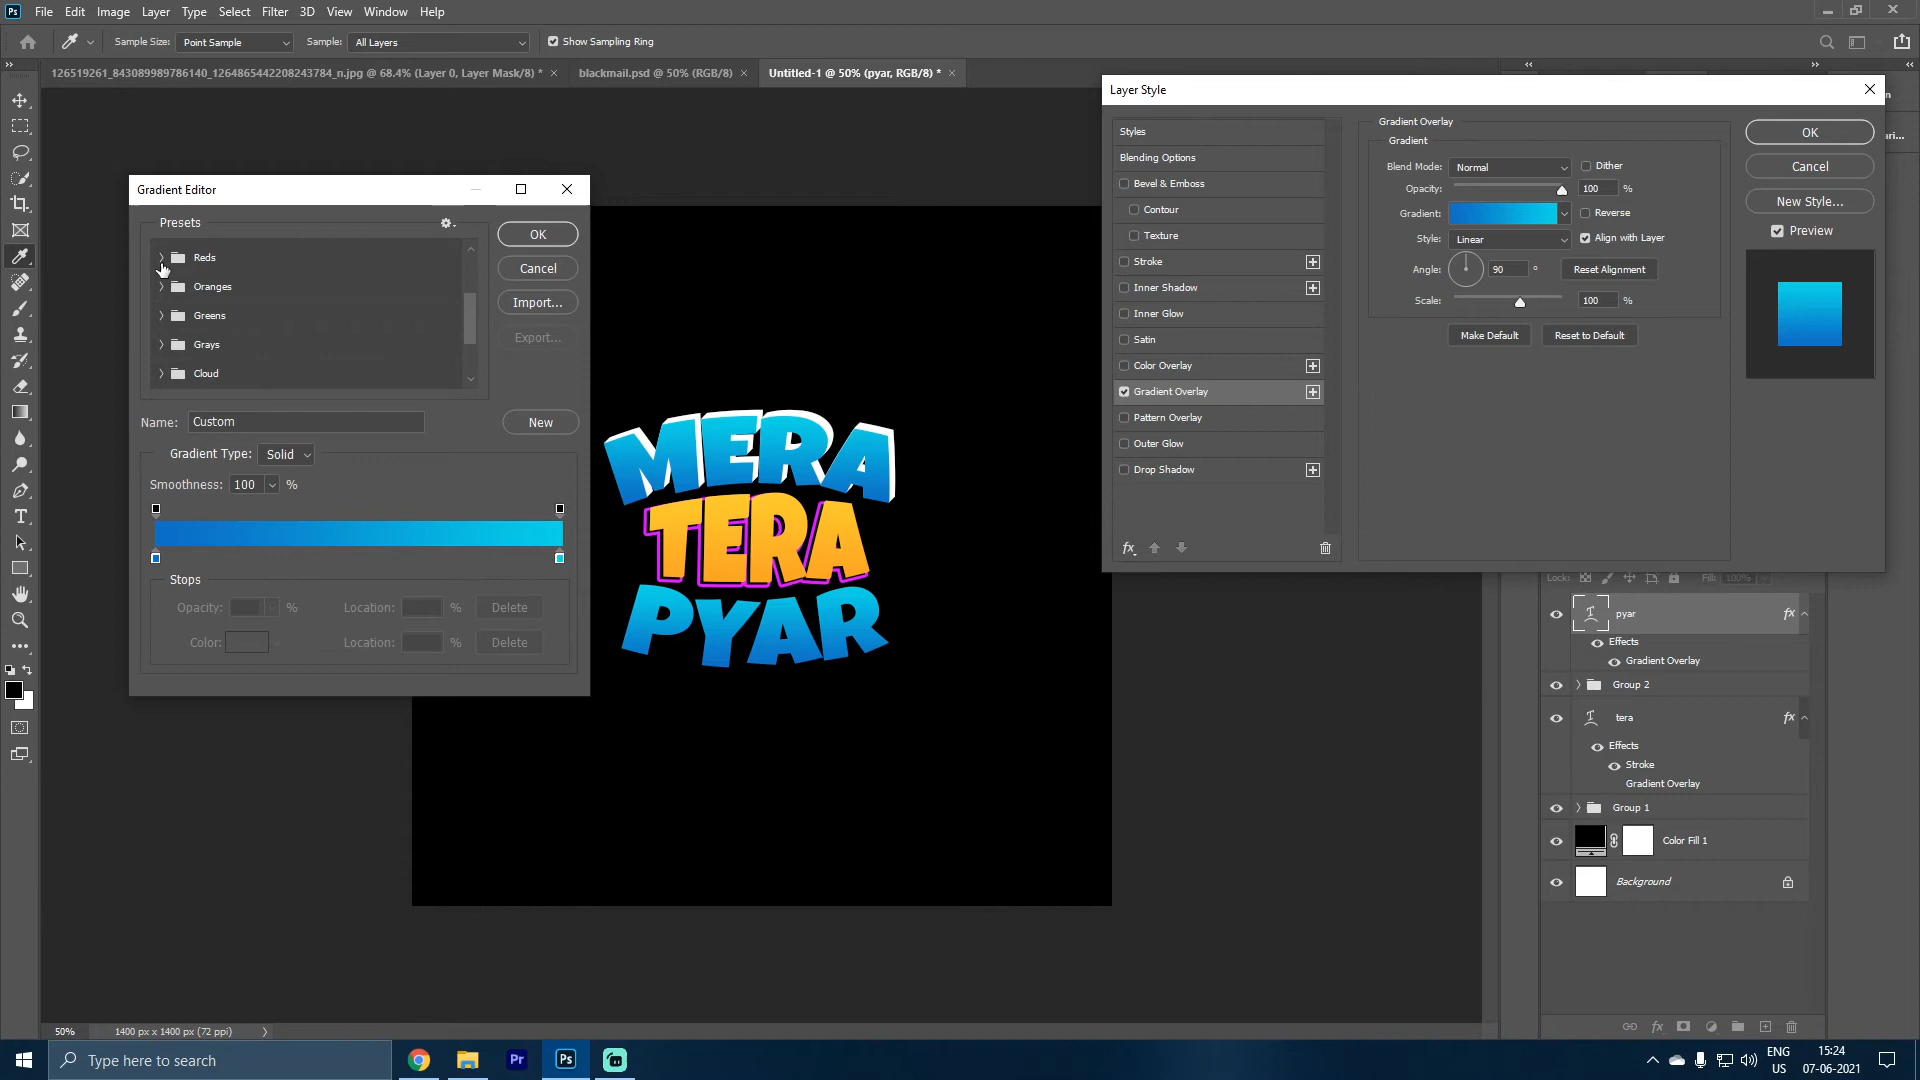 Ps File Edit Image Layer Type Select Filter 3D View Window Help
Sample Size: Point Sample Sample: All Layers Show Sampling Ring
126519261_843089989786140_1264865442208243784_n.jpg @ 68.4% (Layer 0, Layer Mask/8) * blackmail.psd @ 50% (RGB/8) Untitled-1 @ 50% (pyar, RGB/8) *
Layer Style
Styles
Blending Options
Bevel & Emboss
Contour
Texture
Stroke
Inner Shadow
Inner Glow
Satin
Color Overlay
Gradient Overlay
Pattern Overlay
Outer Glow
Drop Shadow
fx
Gradient Overlay
Gradient
Blend Mode: Normal Dither
Opacity: 100 %
Gradient: Reverse
Style: Linear Align with Layer
Angle: 90 ° Reset Alignment
Scale: 100 %
Make Default Reset to Default
OK
Cancel
New Style...
Preview
Gradient Editor
Presets
Reds
Oranges
Greens
Grays
Cloud
OK
Cancel
Import...
Export...
Name: Custom New
Gradient Type: Solid
Smoothness: 100 %
Stops
Opacity: % Location: % Delete
Color: Location: % Delete
MERA
TERA
PYAR
Lock: Fill: 100%
pyar fx
Effects
Gradient Overlay
Group 2
tera fx
Effects
Stroke
Gradient Overlay
Group 1
Color Fill 1
Background
50% 1400 px x 1400 px (72 ppi)
Type here to search
Pr Ps
ENG
US
15:24
07-06-2021